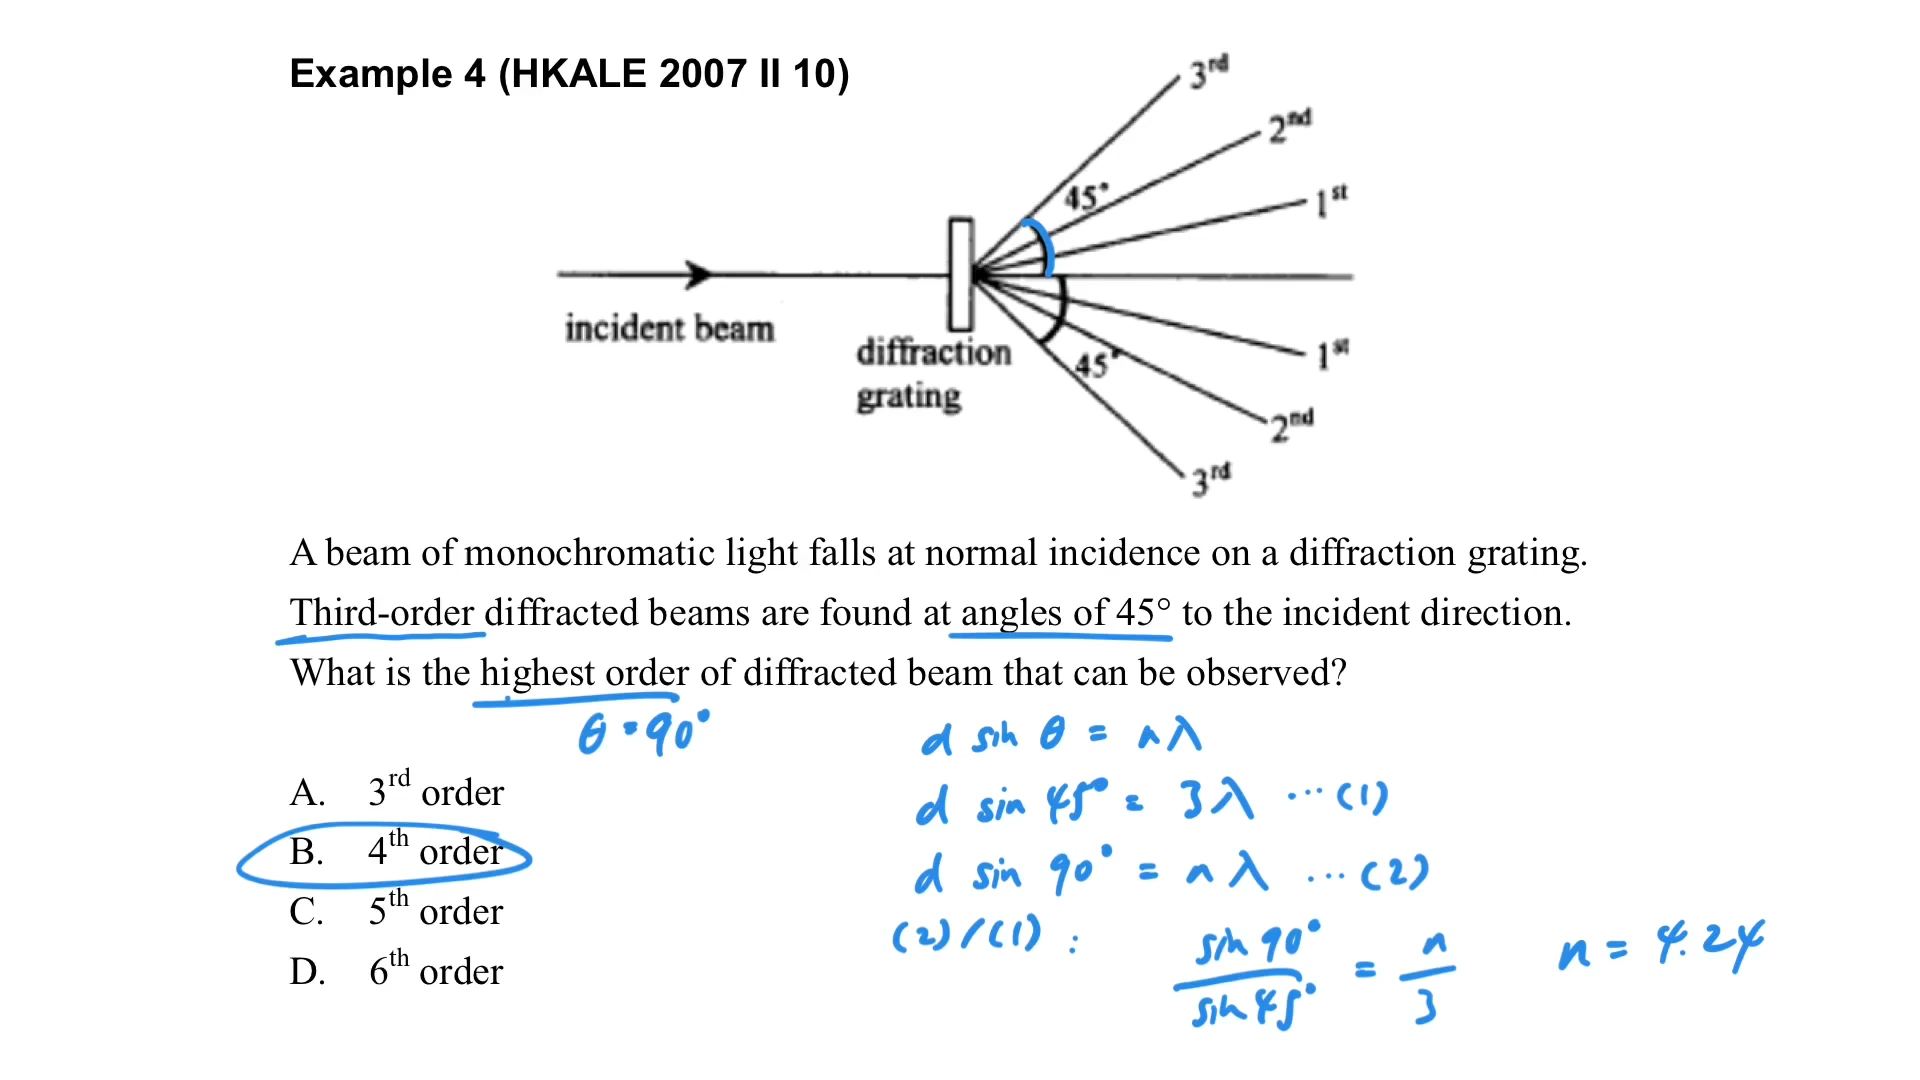 Example 4 (HKALE 2007 II 10)
3rd
2nd
1st
45°
incident beam
diffraction
grating
45°
1st
2nd
3rd
A beam of monochromatic light falls at normal incidence on a diffraction grating.
Third-order diffracted beams are found at angles of 45° to the incident direction.
What is the highest order of diffracted beam that can be observed?
θ = 90°
A. 3rd order
B. 4th order
C. 5th order
D. 6th order
d sin θ = nλ
d sin 45° = 3λ ...(1)
d sin 90° = nλ ...(2)
(2)/(1) : sin 90° / sin 45° = n / 3
n = 4.24